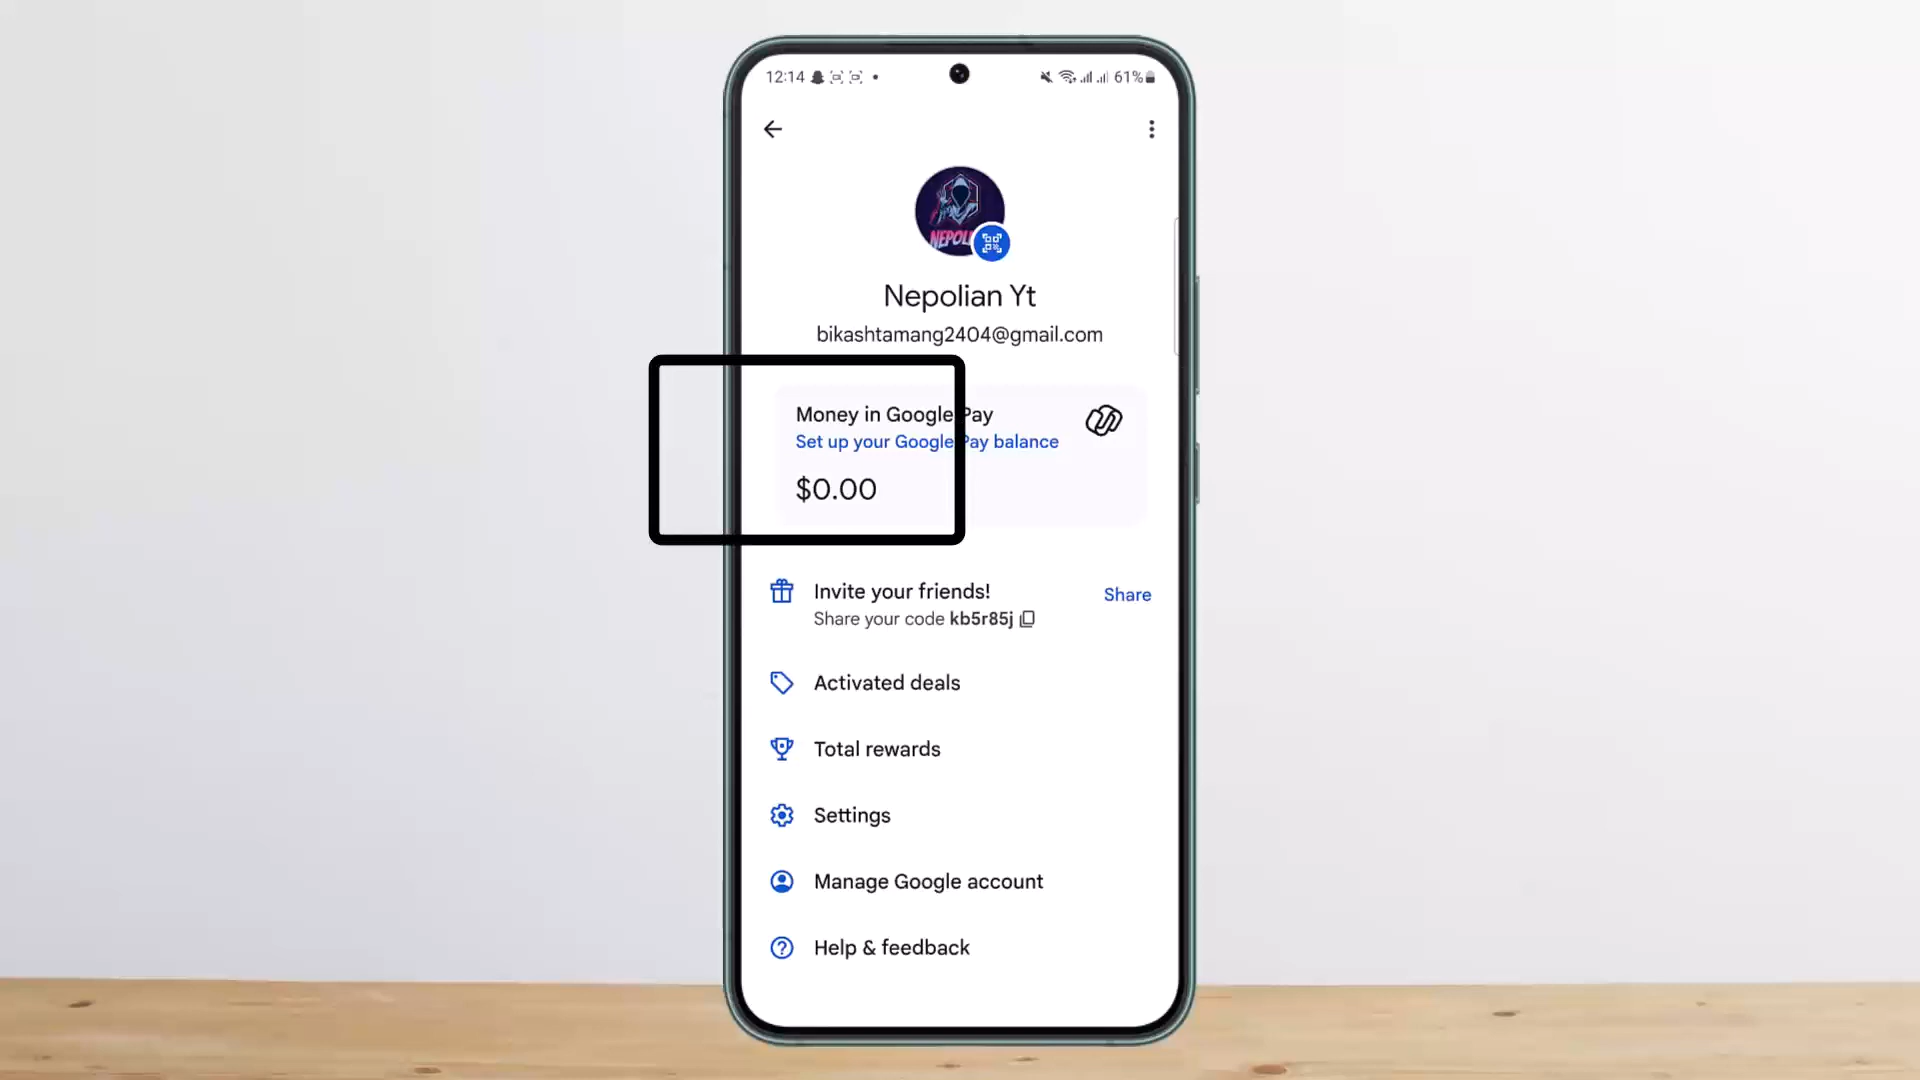 12:14
61%
NEPOLI
Nepolian Yt
bikashtamang2404@gmail.com
Money in Google Pay
Set up your Google Pay balance
$0.00
Invite your friends!
Share
Share your code kb5r85j
Activated deals
Total rewards
Settings
Manage Google account
Help & feedback